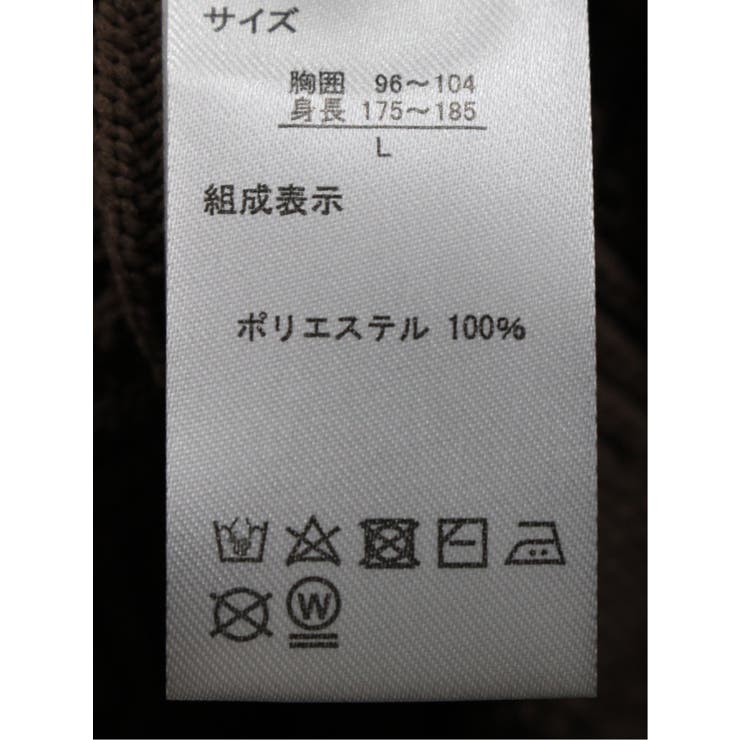 サイズ
胸囲 96～104
身長 175～185
L
組成表示
ポリエステル 100%
W